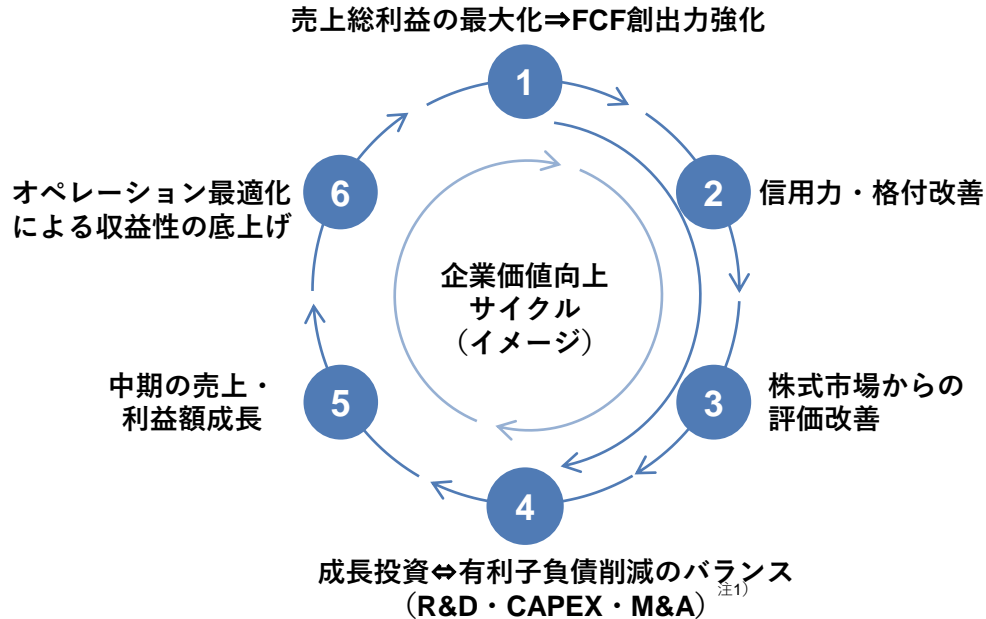 売上総利益の最大化⇒FCF創出力強化
1
2
信用力・格付改善
3
株式市場からの
評価改善
4
成長投資⇔有利子負債削減のバランス
（R&D・CAPEX・M&A）注1）
5
中期の売上・
利益額成長
6
オペレーション最適化
による収益性の底上げ
企業価値向上
サイクル
（イメージ）